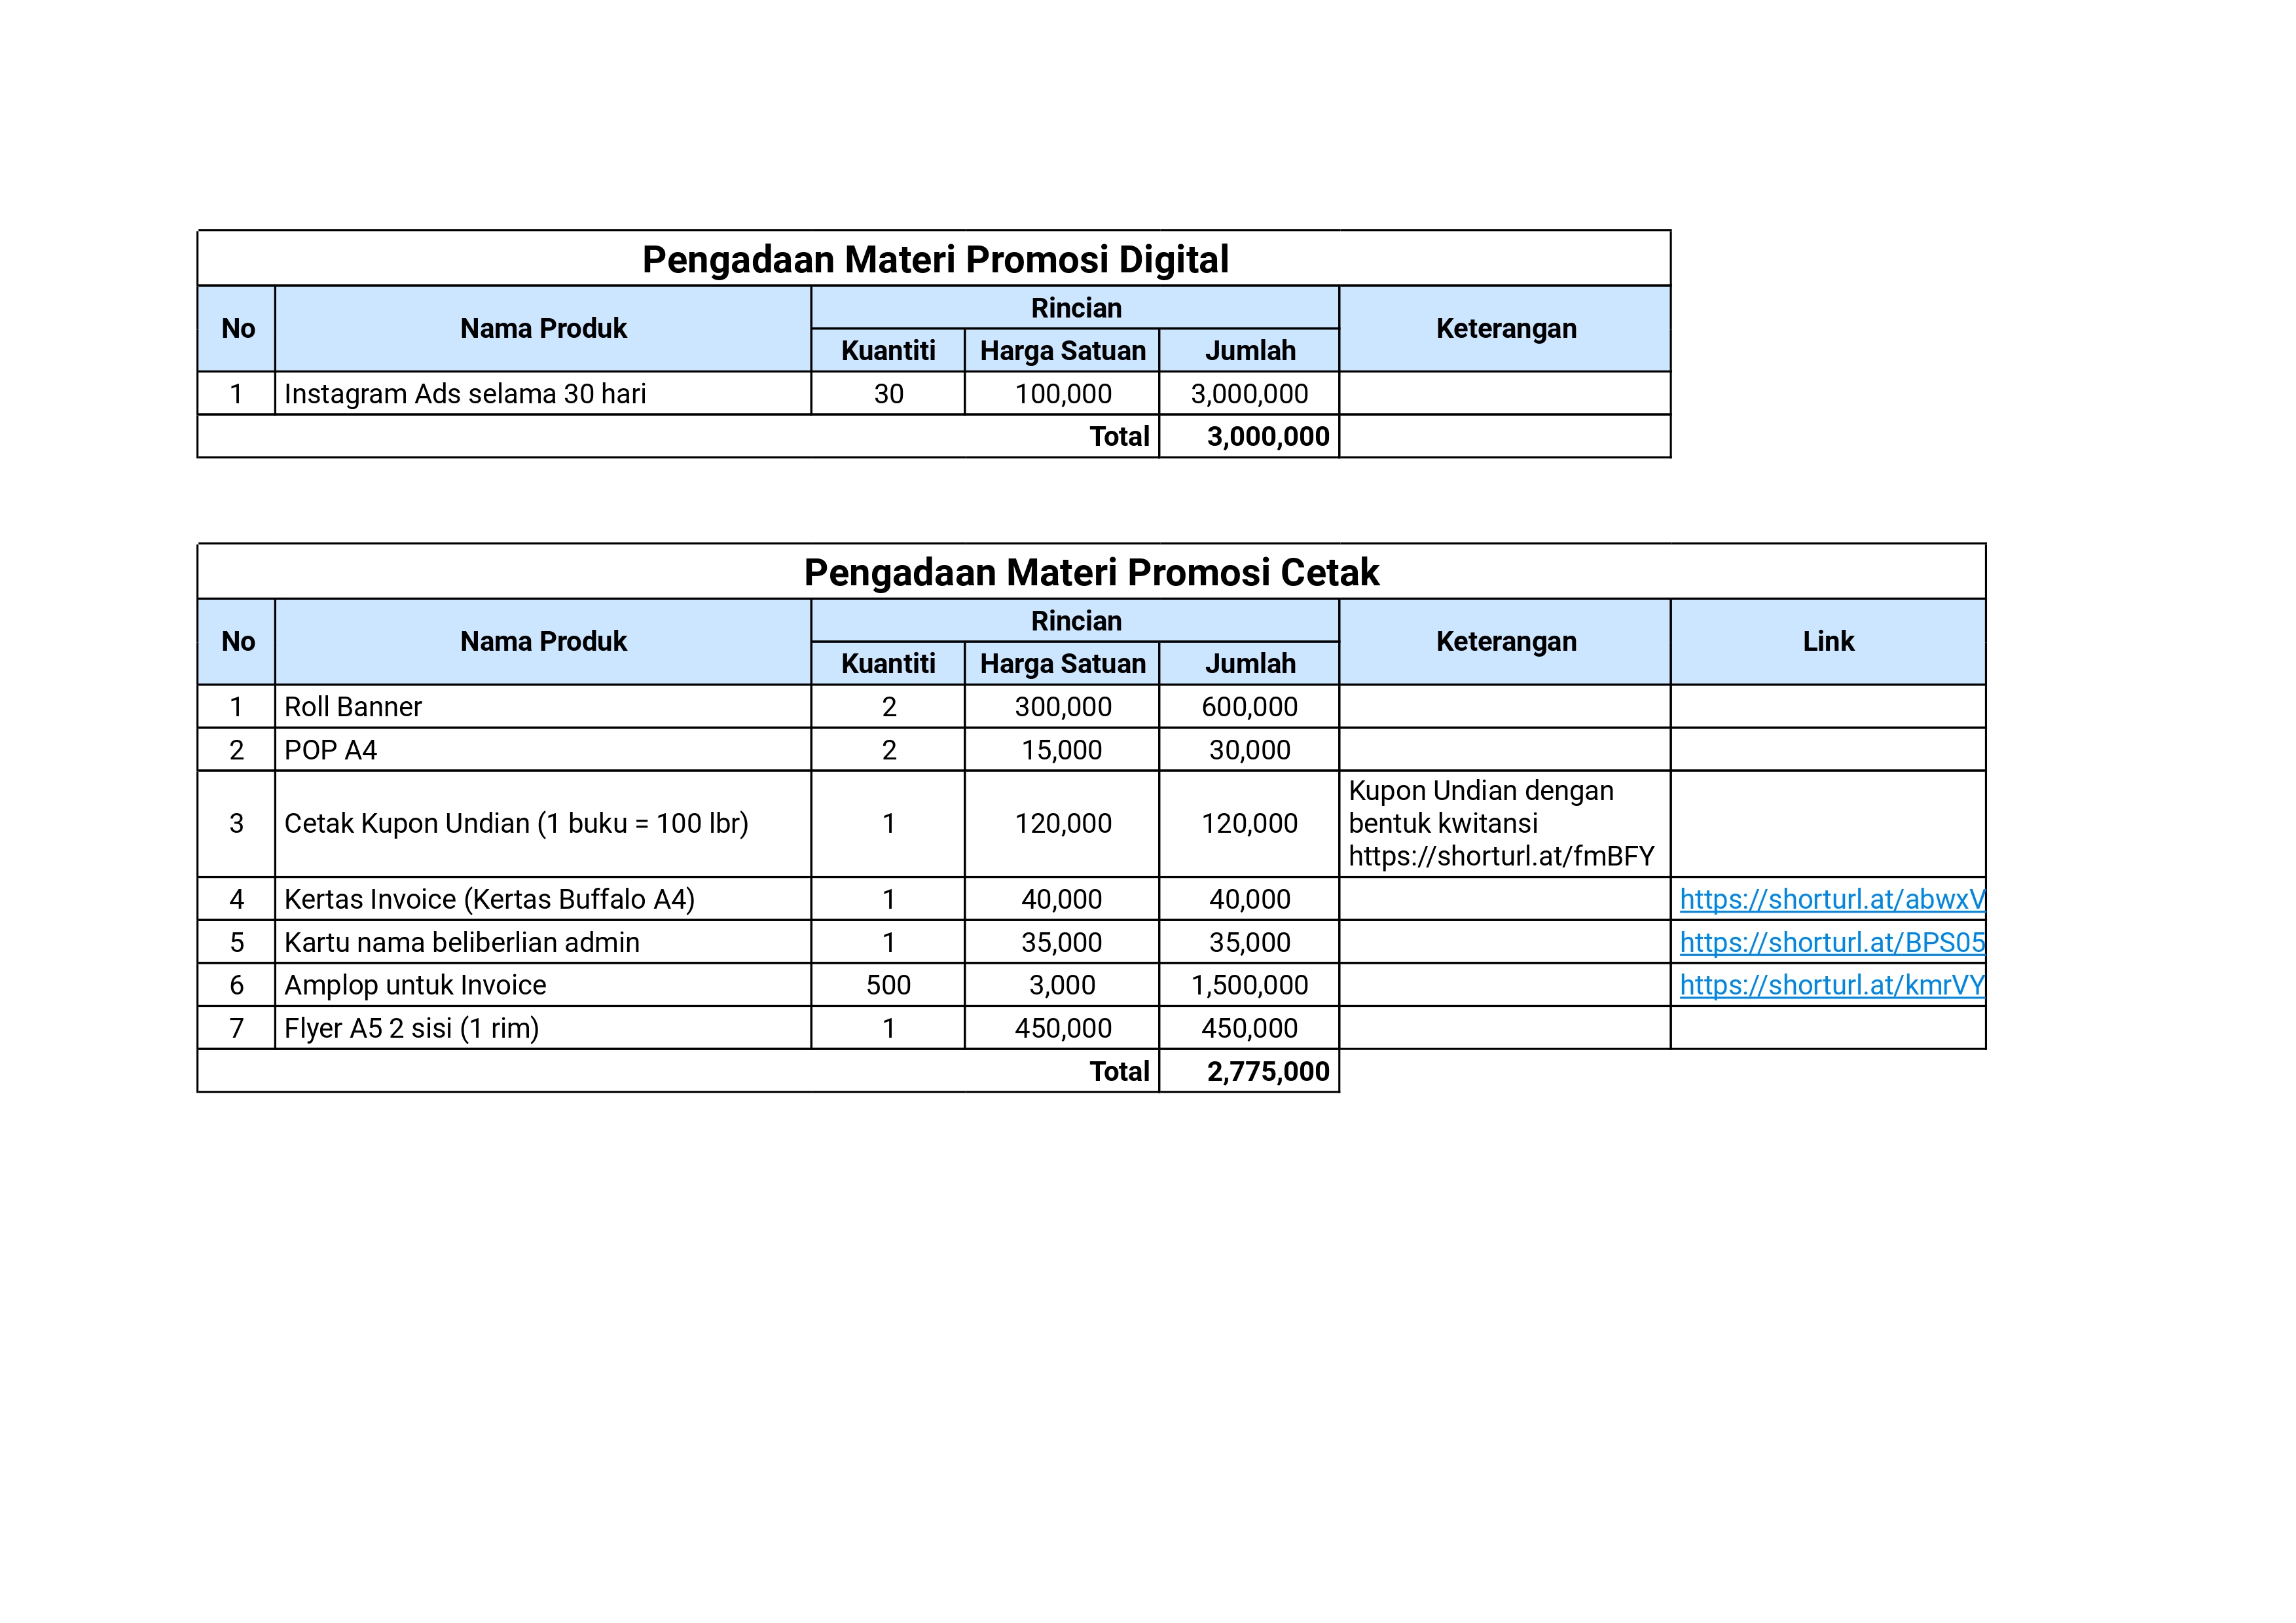 Pengadaan Materi Promosi Digital
No Nama Produk Rincian Keterangan
Kuantiti Harga Satuan Jumlah
1 Instagram Ads selama 30 hari 30 100,000 3,000,000
Total 3,000,000
Pengadaan Materi Promosi Cetak
No Nama Produk Rincian Keterangan Link
Kuantiti Harga Satuan Jumlah
1 Roll Banner 2 300,000 600,000
2 POP A4 2 15,000 30,000
3 Cetak Kupon Undian (1 buku = 100 lbr) 1 120,000 120,000 Kupon Undian dengan
bentuk kwitansi
https://shorturl.at/fmBFY
4 Kertas Invoice (Kertas Buffalo A4) 1 40,000 40,000 https://shorturl.at/abwxV
5 Kartu nama beliberlian admin 1 35,000 35,000 https://shorturl.at/BPS05
6 Amplop untuk Invoice 500 3,000 1,500,000 https://shorturl.at/kmrVY
7 Flyer A5 2 sisi (1 rim) 1 450,000 450,000
Total 2,775,000